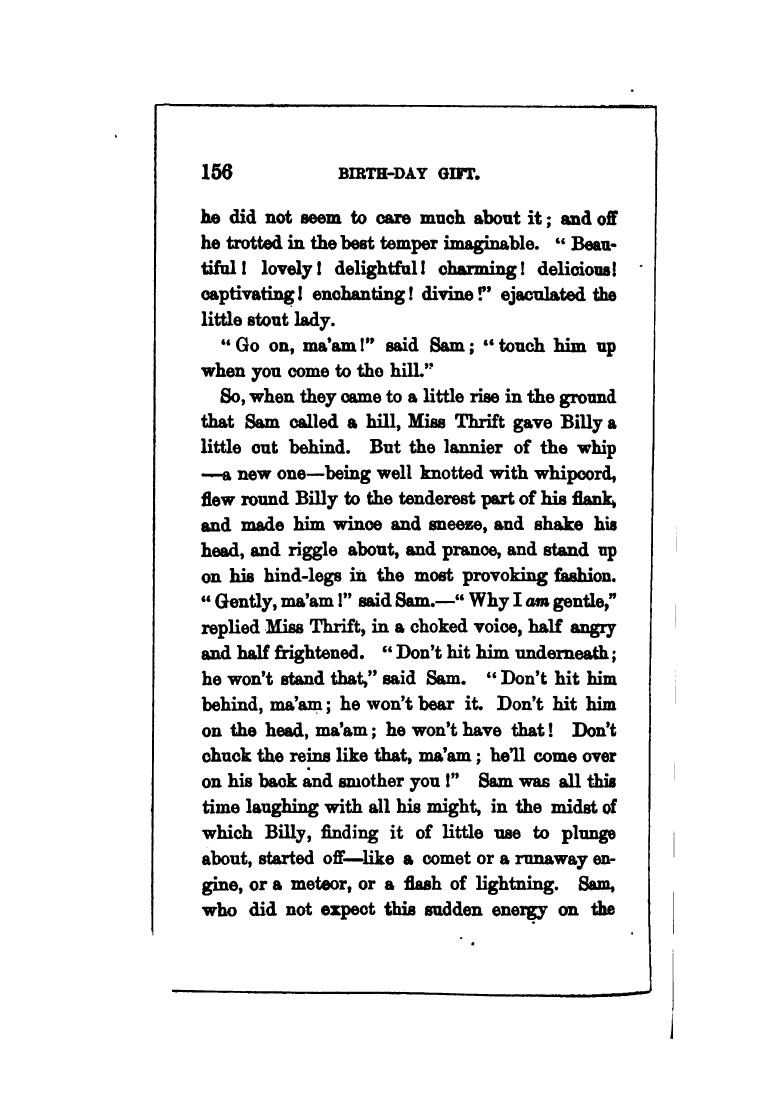 156 BIRTH-DAY GIFT.
he did not seem to care much about it; and off
he trotted in the best temper imaginable. “Beau-
tiful! lovely! delightful! charming! delicious!
captivating! enchanting! divine!” ejaculated the
little stout lady.
“Go on, ma’am!” said Sam; “touch him up
when you come to the hill.”
So, when they came to a little rise in the ground
that Sam called a hill, Miss Thrift gave Billy a
little cut behind. But the lannier of the whip
—a new one—being well knotted with whipcord,
flew round Billy to the tenderest part of his flank,
and made him wince and sneeze, and shake his
head, and riggle about, and prance, and stand up
on his hind-legs in the most provoking fashion.
“Gently, ma’am!” said Sam.—“Why I am gentle,”
replied Miss Thrift, in a choked voice, half angry
and half frightened. “Don’t hit him underneath;
he won’t stand that,” said Sam. “Don’t hit him
behind, ma’am; he won’t bear it. Don’t hit him
on the head, ma’am; he won’t have that! Don’t
chuck the reins like that, ma’am; he’ll come over
on his back and smother you!” Sam was all this
time laughing with all his might, in the midst of
which Billy, finding it of little use to plunge
about, started off—like a comet or a runaway en-
gine, or a meteor, or a flash of lightning. Sam,
who did not expect this sudden energy on the